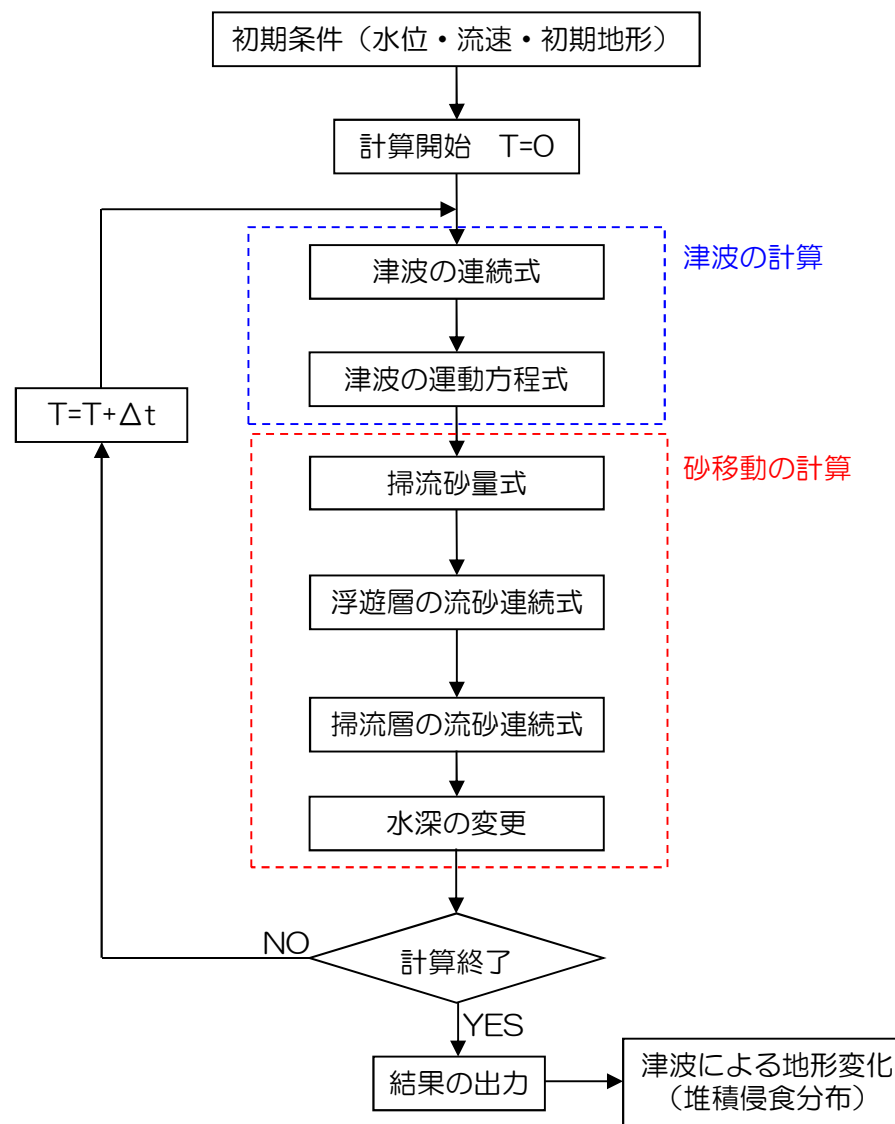 初期条件（水位・流速・初期地形）
計算開始　T=0
津波の計算
津波の連続式
津波の運動方程式
T=T+Δt
砂移動の計算
掃流砂量式
浮遊層の流砂連続式
掃流層の流砂連続式
水深の変更
計算終了
NO
YES
結果の出力
津波による地形変化
（堆積侵食分布）